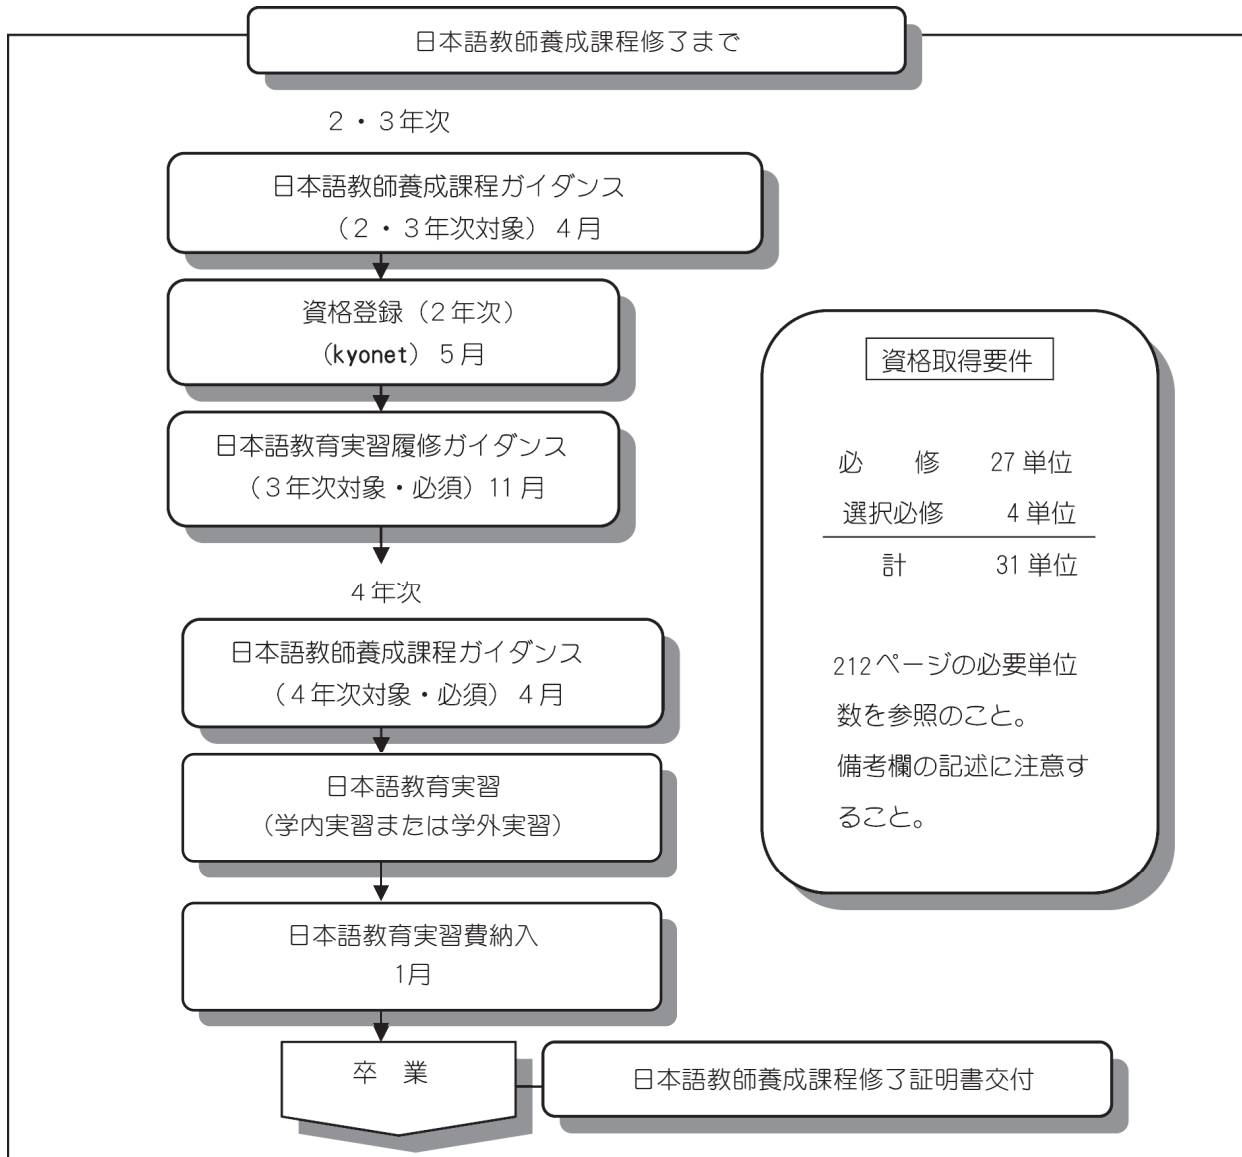 日本語教師養成課程修了まで
２・３年次
日本語教師養成課程ガイダンス
（２・３年次対象）４月
資格登録（２年次）
（kyonet）５月
日本語教育実習履修ガイダンス
（３年次対象・必須）11月
４年次
日本語教師養成課程ガイダンス
（４年次対象・必須）４月
日本語教育実習
（学内実習または学外実習）
日本語教育実習費納入
1月
卒　業
日本語教師養成課程修了証明書交付
資格取得要件
必　修　27単位
選択必修　4単位
計　31単位
212ページの必要単位
数を参照のこと。
備考欄の記述に注意す
ること。